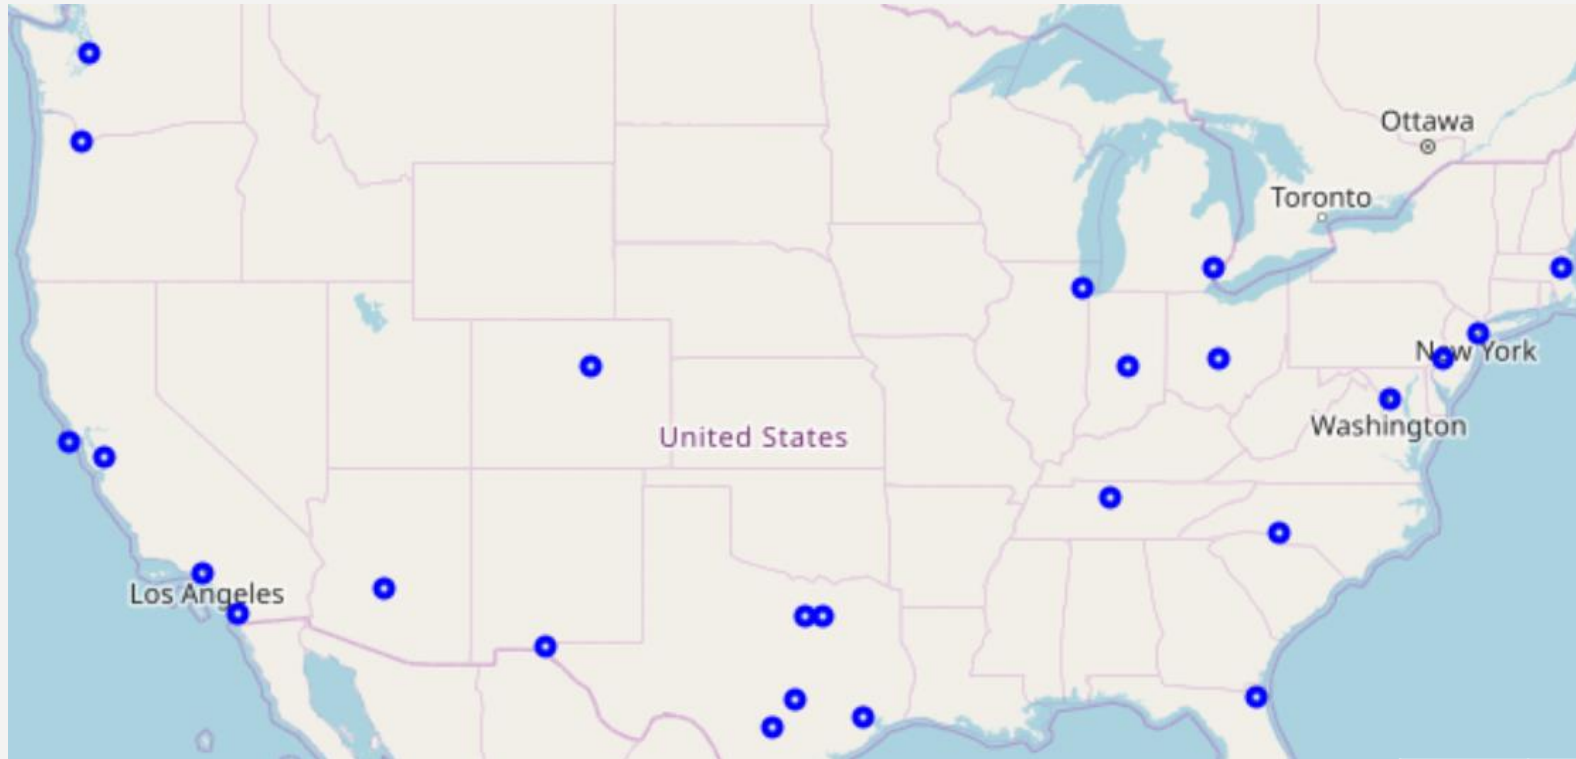 Ottawa
Toronto
New York
Washington
United States
Los Angeles